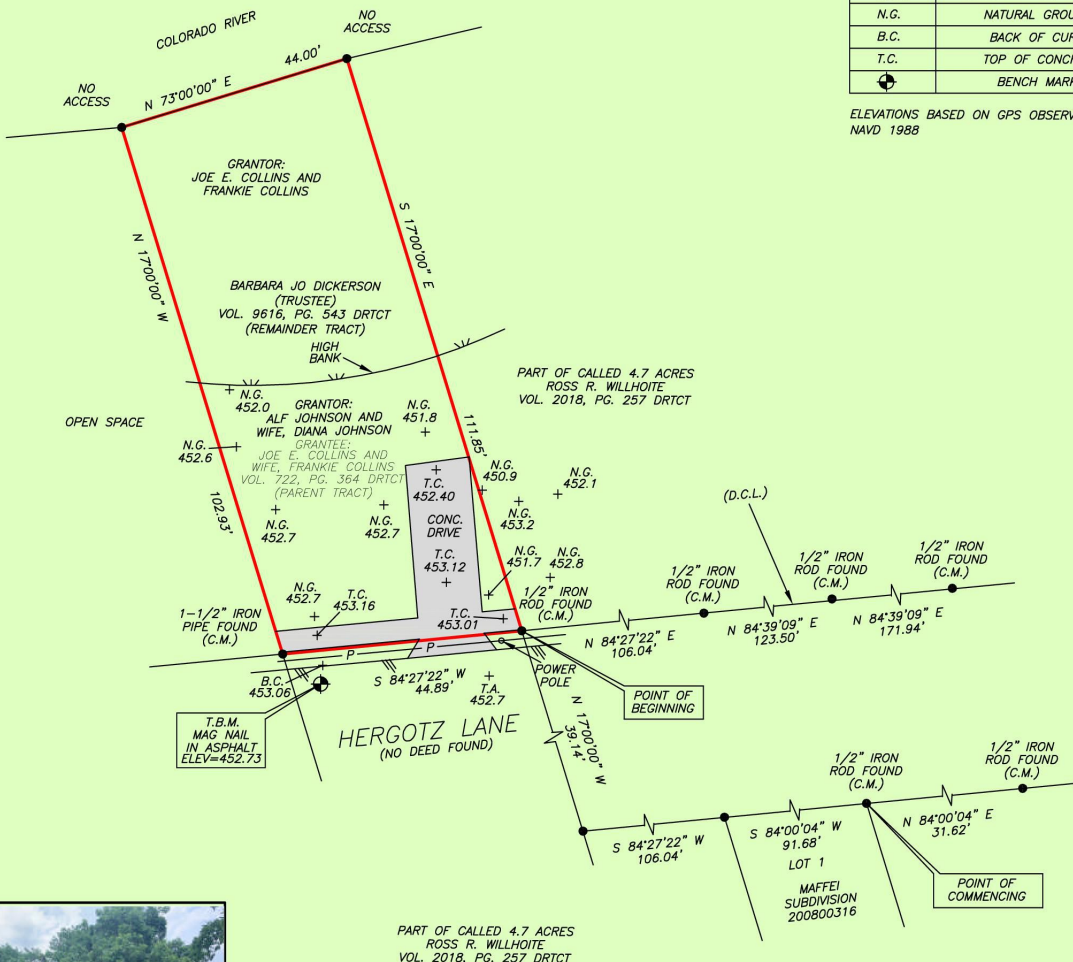 COLORADO RIVER
NO
ACCESS
NO
ACCESS
N 73°00'00" E
44.00'
N.G.
NATURAL
B.C.
BACK OF
T.C.
TOP OF
BENCH
ELEVATIONS BASED ON GPS
NAVD 1988
GRANTOR:
JOE E. COLLINS AND
FRANKIE COLLINS
N 17°00'00" W
S 17°00'00" E
BARBARA JO DICKERSON
(TRUSTEE)
VOL. 9616, PG. 543 DRTCT
(REMAINDER TRACT)
HIGH
BANK
PART OF CALLED 4.7 ACRES
ROSS R. WILLHOITE
VOL. 2018, PG. 257 DRTCT
OPEN SPACE
N.G.
452.0
GRANTOR:
ALF JOHNSON AND
WIFE, DIANA JOHNSON
GRANTEE:
JOE E. COLLINS AND
WIFE, FRANKIE COLLINS
VOL. 722, PG. 364 DRTCT
(PARENT TRACT)
N.G.
451.8
111.85'
N.G.
452.6
102.93'
N.G.
452.7
N.G.
452.7
T.C.
452.40
CONC.
DRIVE
T.C.
453.12
N.G.
450.9
N.G.
452.1
N.G.
453.2
N.G.
451.7
N.G.
452.8
(D.C.L.)
1/2" IRON
ROD FOUND
(C.M.)
1/2" IRON
ROD FOUND
(C.M.)
1/2" IRON
ROD FOUND
(C.M.)
1/2" IRON
ROD FOUND
(C.M.)
N.G.
452.7
T.C.
453.16
T.C.
453.01
1-1/2" IRON
PIPE FOUND
(C.M.)
N 84°27'22" E
106.04'
N 84°39'09" E
123.50'
N 84°39'09" E
171.94'
P
P
B.C.
453.06
S 84°27'22" W
44.89'
T.A.
452.7
POWER
POLE
POINT OF
BEGINNING
T.B.M.
MAG NAIL
IN ASPHALT
ELEV=452.73
HERGOTZ LANE
(NO DEED FOUND)
N 17°00'00" W
39.14'
1/2" IRON
ROD FOUND
(C.M.)
1/2" IRON
ROD FOUND
(C.M.)
S 84°27'22" W
106.04'
S 84°00'04" W
91.68'
N 84°00'04" E
31.62'
LOT 1
MAFFEI
SUBDIVISION
200800316
POINT OF
COMMENCING
PART OF CALLED 4.7 ACRES
ROSS R. WILLHOITE
VOL. 2018, PG. 257 DRTCT